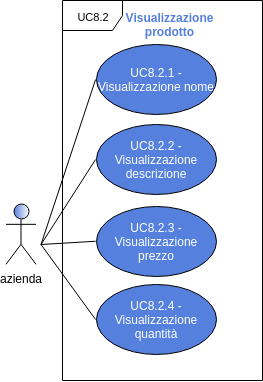 UC8.2
Visualizzazione
prodotto
UC8.2.1 -
Visualizzazione nome
UC8.2.2 -
Visualizzazione
descrizione
UC8.2.3 -
Visualizzazione
prezzo
azienda
UC8.2.4 -
Visualizzazione
quantità